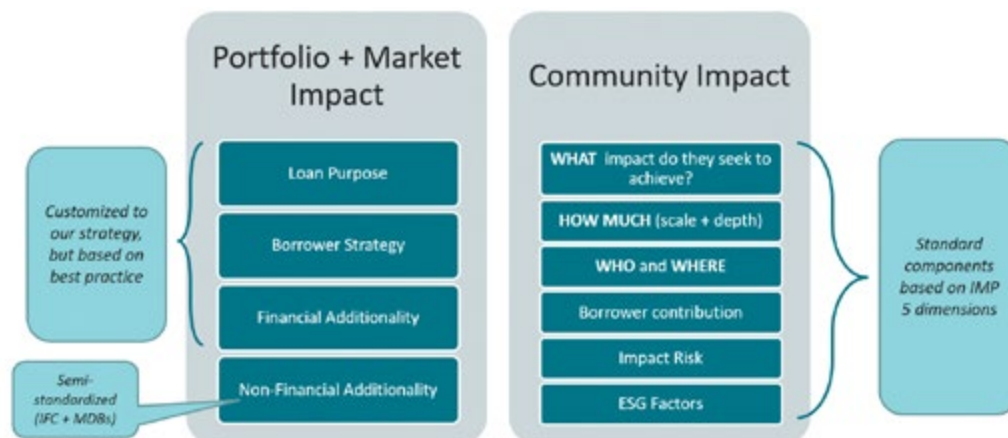 Portfolio + Market
Impact
Loan Purpose
Borrower Strategy
Financial Additionality
Non-Financial Additionality
Customized to
our strategy,
but based on
best practice
Semi-
standardized
(IFC + MDBs)
Community Impact
WHAT impact do they seek to
achieve?
HOW MUCH (scale + depth)
WHO and WHERE
Borrower contribution
Impact Risk
ESG Factors
Standard
components
based on IMP
5 dimensions